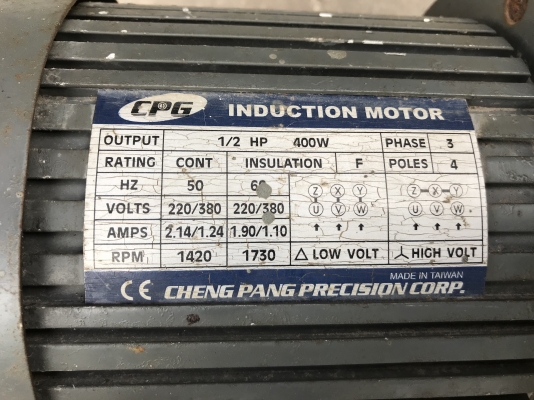 CPG INDUCTION MOTOR
OUTPUT 1/2 HP 400W PHASE 3
RATING CONT INSULATION F POLES 4
HZ 50 60 Z X Y Z X Y
VOLTS 220/380 220/380 U V W U V W
AMPS 2.14/1.24 1.90/1.10
RPM 1420 1730 △ LOW VOLT 人 HIGH VOLT
MADE IN TAIWAN
CE CHENG PANG PRECISION CORP.